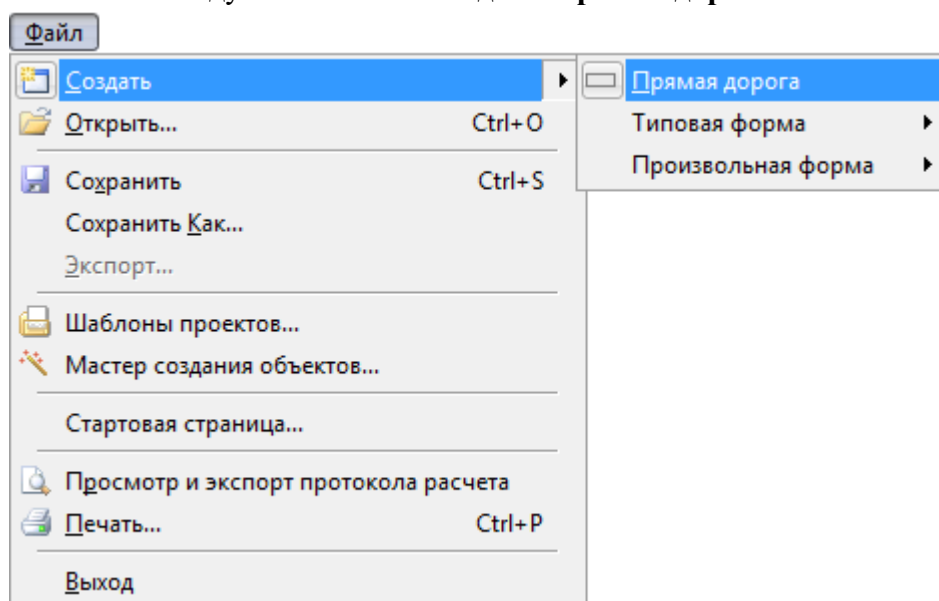 Файл
Создать
Прямая дорога
Открыть... Ctrl+O
Типовая форма
Произвольная форма
Сохранить Ctrl+S
Сохранить Как...
Экспорт...
Шаблоны проектов...
Мастер создания объектов...
Стартовая страница...
Просмотр и экспорт протокола расчета
Печать... Ctrl+P
Выход